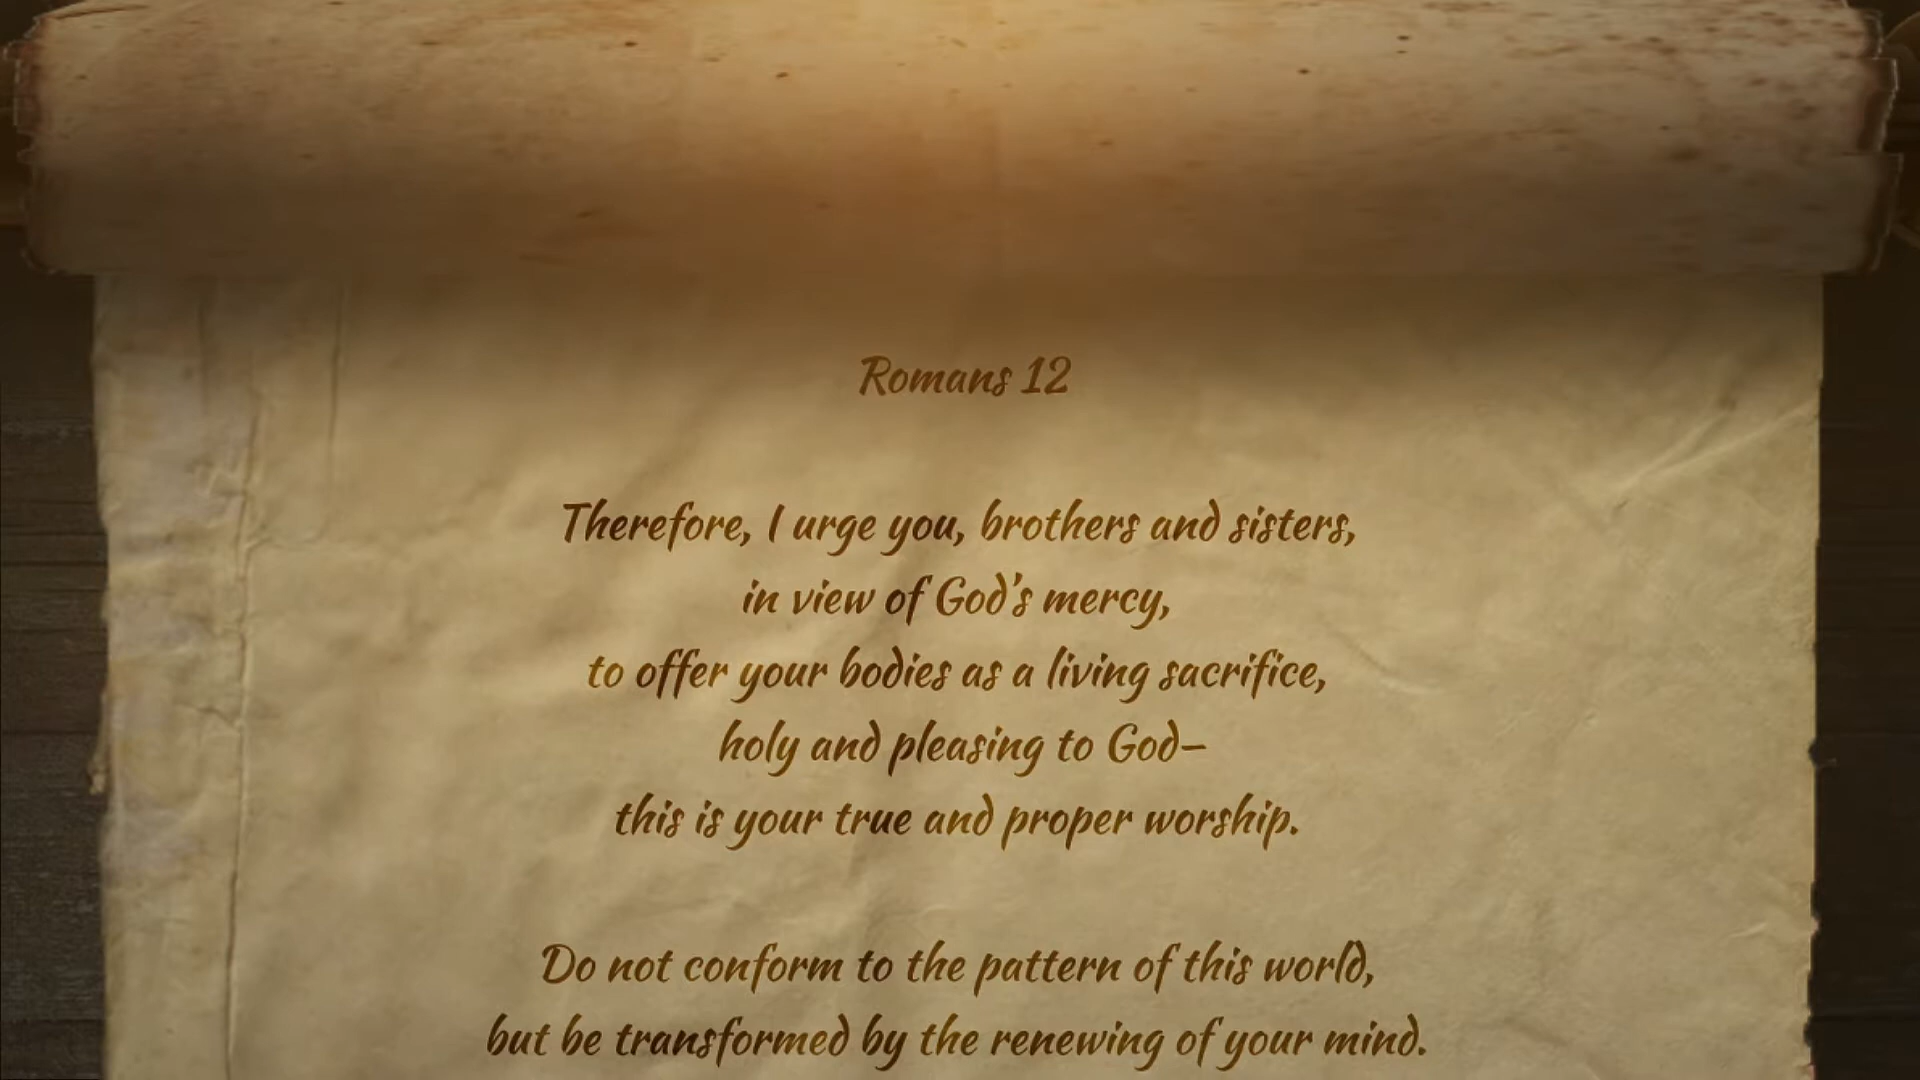 Romans 12
Therefore, I urge you, brothers and sisters,
in view of God's mercy,
to offer your bodies as a living sacrifice,
holy and pleasing to God–
this is your true and proper worship.
Do not conform to the pattern of this world,
but be transformed by the renewing of your mind.